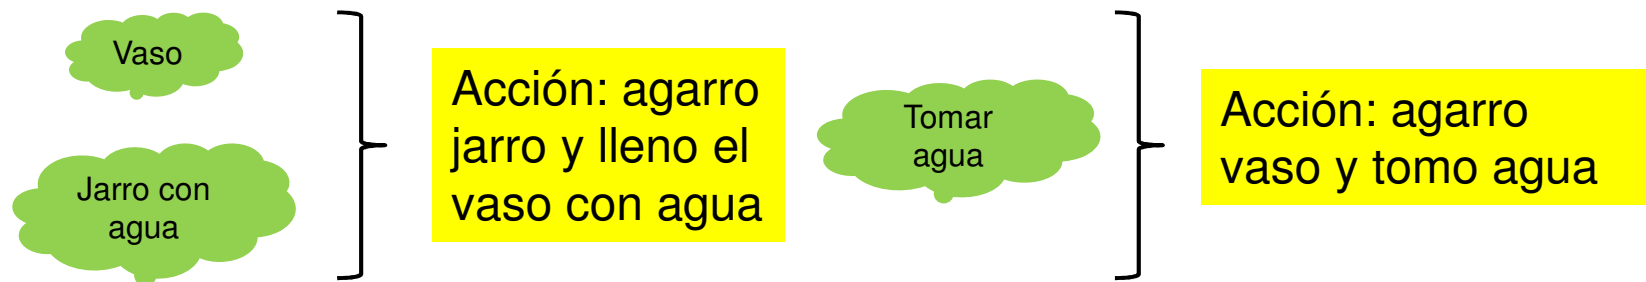 Vaso
Jarro con
agua
Acción: agarro
jarro y lleno el
vaso con agua
Tomar
agua
Acción: agarro
vaso y tomo agua